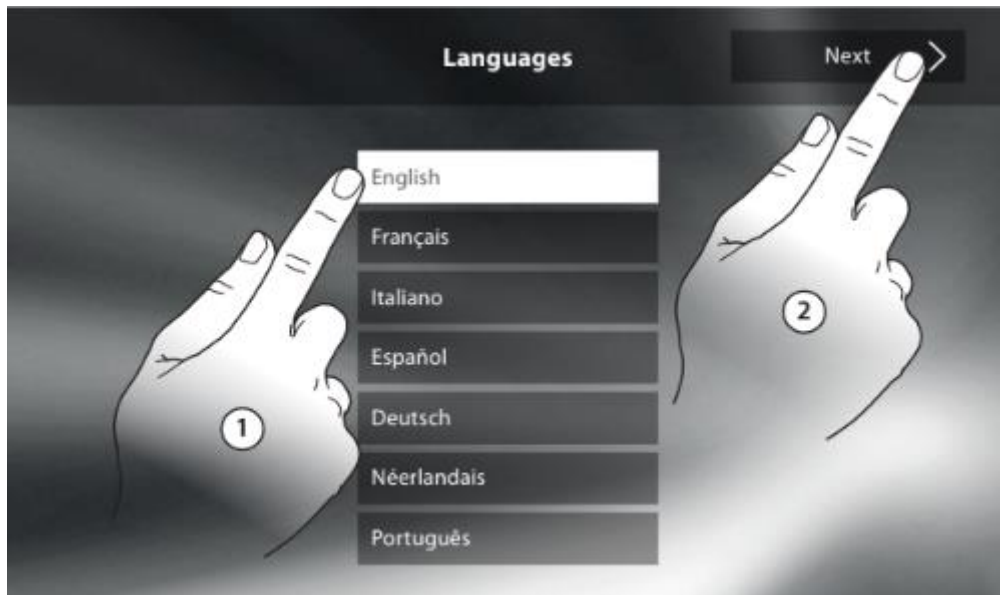 Languages
Next
English
Français
Italiano
Español
Deutsch
Néerlandais
Português
1
2